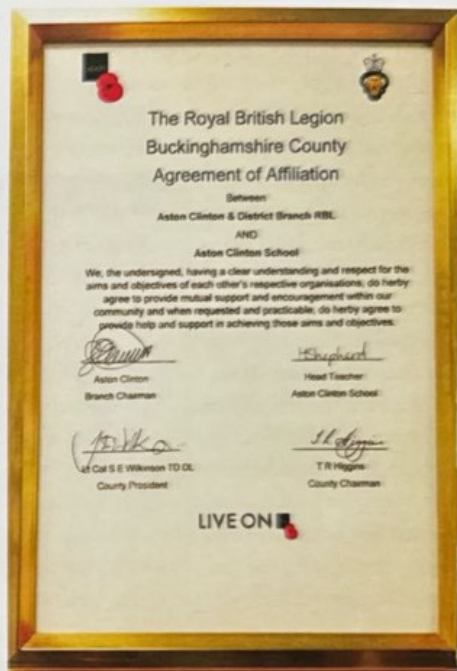 The Royal British Legion
Buckinghamshire County
Agreement of Affiliation
Between
Aston Clinton & District Branch RBL
AND
Aston Clinton School
We, the undersigned, having a clear understanding and respect for the
aims and objectives of each other's respective organisations; do herby
agree to provide mutual support and encouragement within our
community and when requested and practicable; do herby agree to
provide help and support in achieving those aims and objectives.
HShepherd
Aston Clinton
Branch Chairman
Head Teacher
Aston Clinton School
Lt Col S E Wilkinson TD DL
County President
T R Higgins
County Chairman
LIVE ON